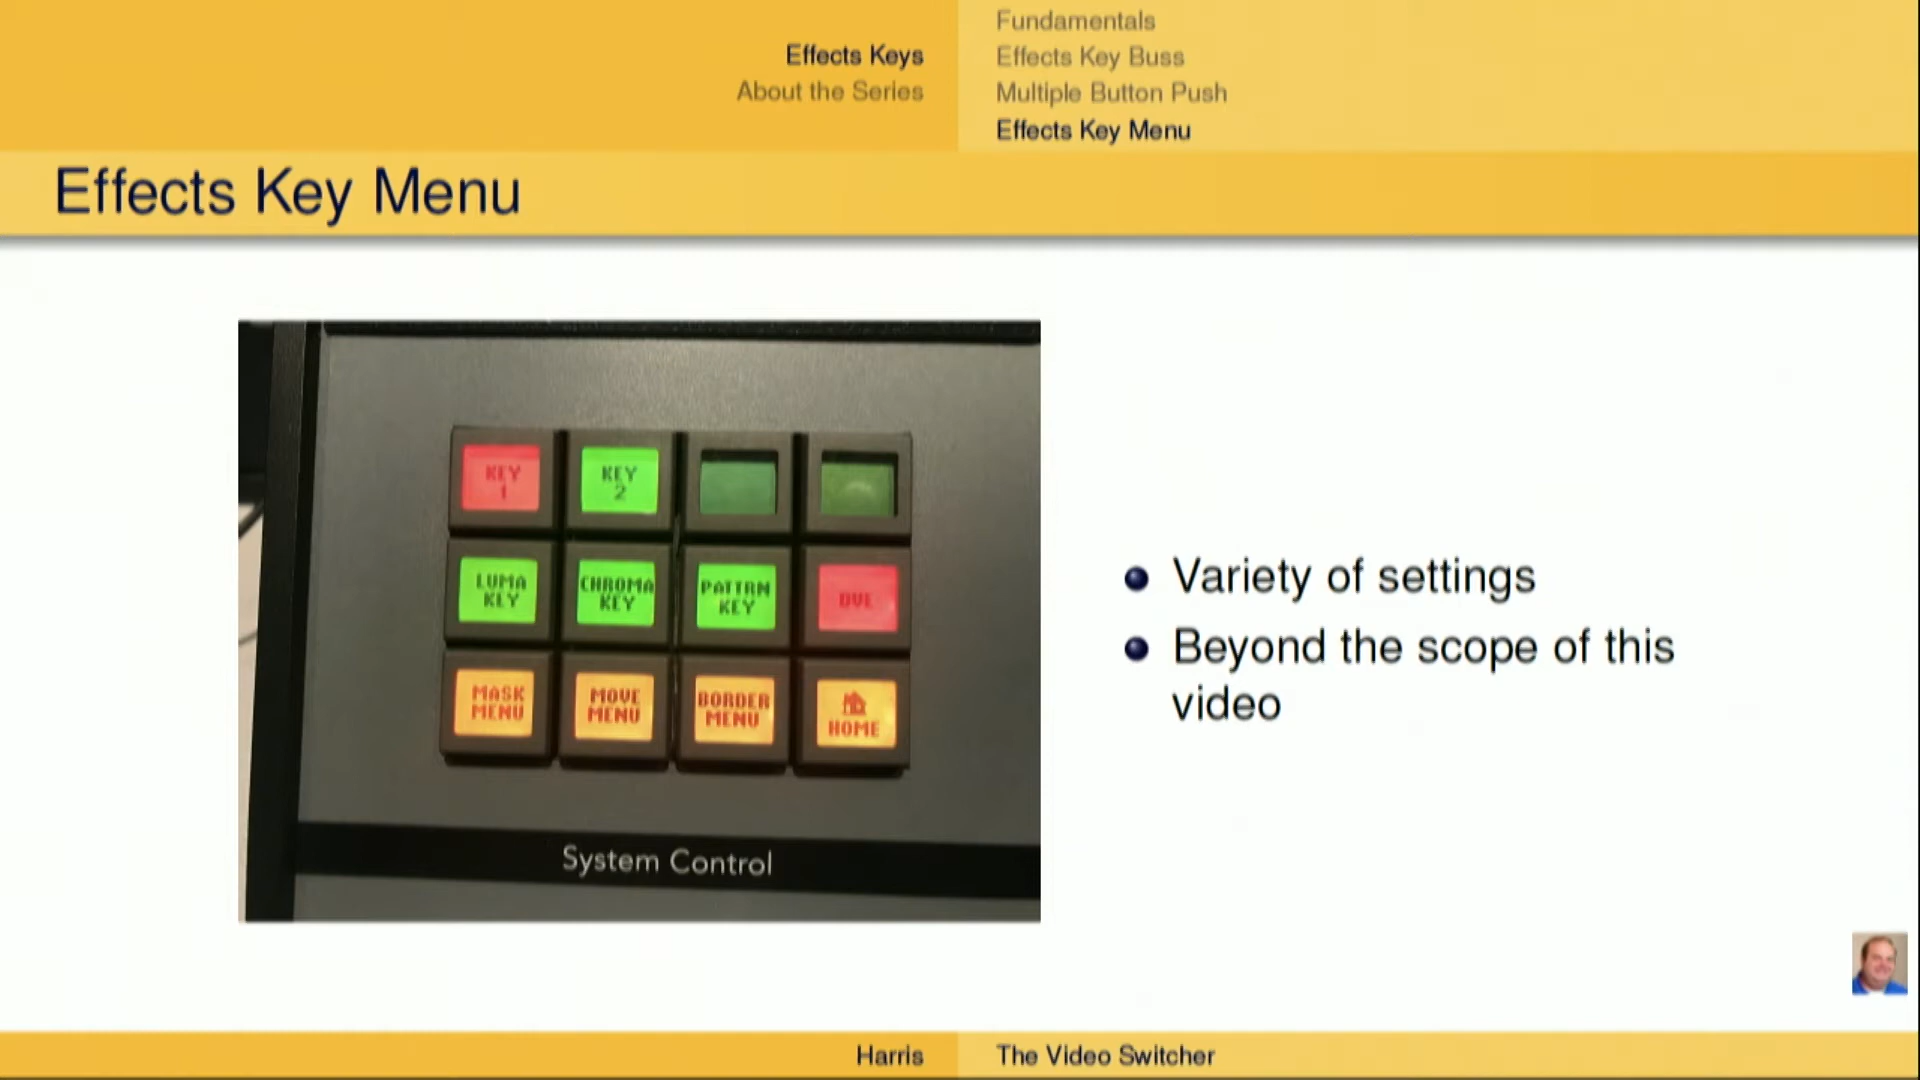 Effects Keys
About the Series
Fundamentals
Effects Key Buss
Multiple Button Push
Effects Key Menu
Effects Key Menu
KEY
1
KEY
2
LUMA
KEY
CHROMA
KEY
PATTRN
KEY
DVE
MASK
MENU
MOVE
MENU
BORDER
MENU
HOME
System Control
Variety of settings
Beyond the scope of this
video
Harris
The Video Switcher